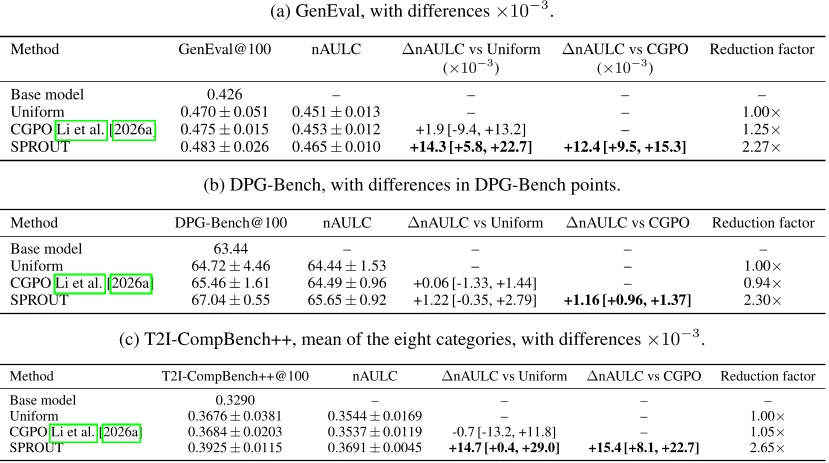 (a) GenEval, with differences ×10⁻³.
Method GenEval@100 nAULC ΔnAULC vs Uniform ΔnAULC vs CGPO Reduction factor
(×10⁻³) (×10⁻³)
Base model 0.426 – – – –
Uniform 0.470 ± 0.051 0.451 ± 0.013 – – 1.00×
CGPO Li et al. [2026a] 0.475 ± 0.015 0.453 ± 0.012 +1.9 [-9.4, +13.2] – 1.25×
SPROUT 0.483 ± 0.026 0.465 ± 0.010 +14.3 [+5.8, +22.7] +12.4 [+9.5, +15.3] 2.27×
(b) DPG-Bench, with differences in DPG-Bench points.
Method DPG-Bench@100 nAULC ΔnAULC vs Uniform ΔnAULC vs CGPO Reduction factor
Base model 63.44 – – – –
Uniform 64.72 ± 4.46 64.44 ± 1.53 – – 1.00×
CGPO Li et al. [2026a] 65.46 ± 1.61 64.49 ± 0.96 +0.06 [-1.33, +1.44] – 0.94×
SPROUT 67.04 ± 0.55 65.65 ± 0.92 +1.22 [-0.35, +2.79] +1.16 [+0.96, +1.37] 2.30×
(c) T2I-CompBench++, mean of the eight categories, with differences ×10⁻³.
Method T2I-CompBench++@100 nAULC ΔnAULC vs Uniform ΔnAULC vs CGPO Reduction factor
Base model 0.3290 – – – –
Uniform 0.3676 ± 0.0381 0.3544 ± 0.0169 – – 1.00×
CGPO Li et al. [2026a] 0.3684 ± 0.0203 0.3537 ± 0.0119 -0.7 [-13.2, +11.8] – 1.05×
SPROUT 0.3925 ± 0.0115 0.3691 ± 0.0045 +14.7 [+0.4, +29.0] +15.4 [+8.1, +22.7] 2.65×